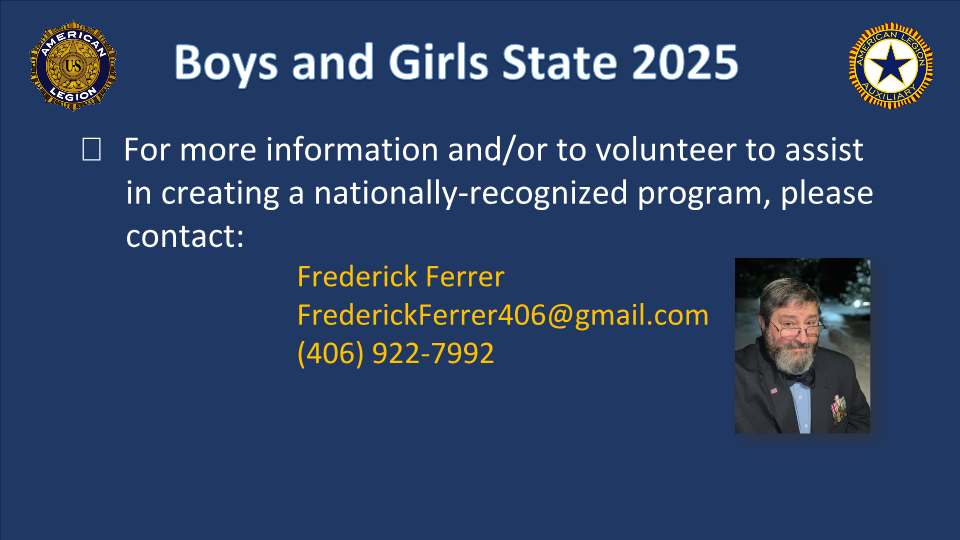 AMERICAN
US
LEGION
Boys and Girls State 2025
AMERICAN LEGION
AUXILIARY
For more information and/or to volunteer to assist
in creating a nationally-recognized program, please
contact:
Frederick Ferrer
FrederickFerrer406@gmail.com
(406) 922-7992